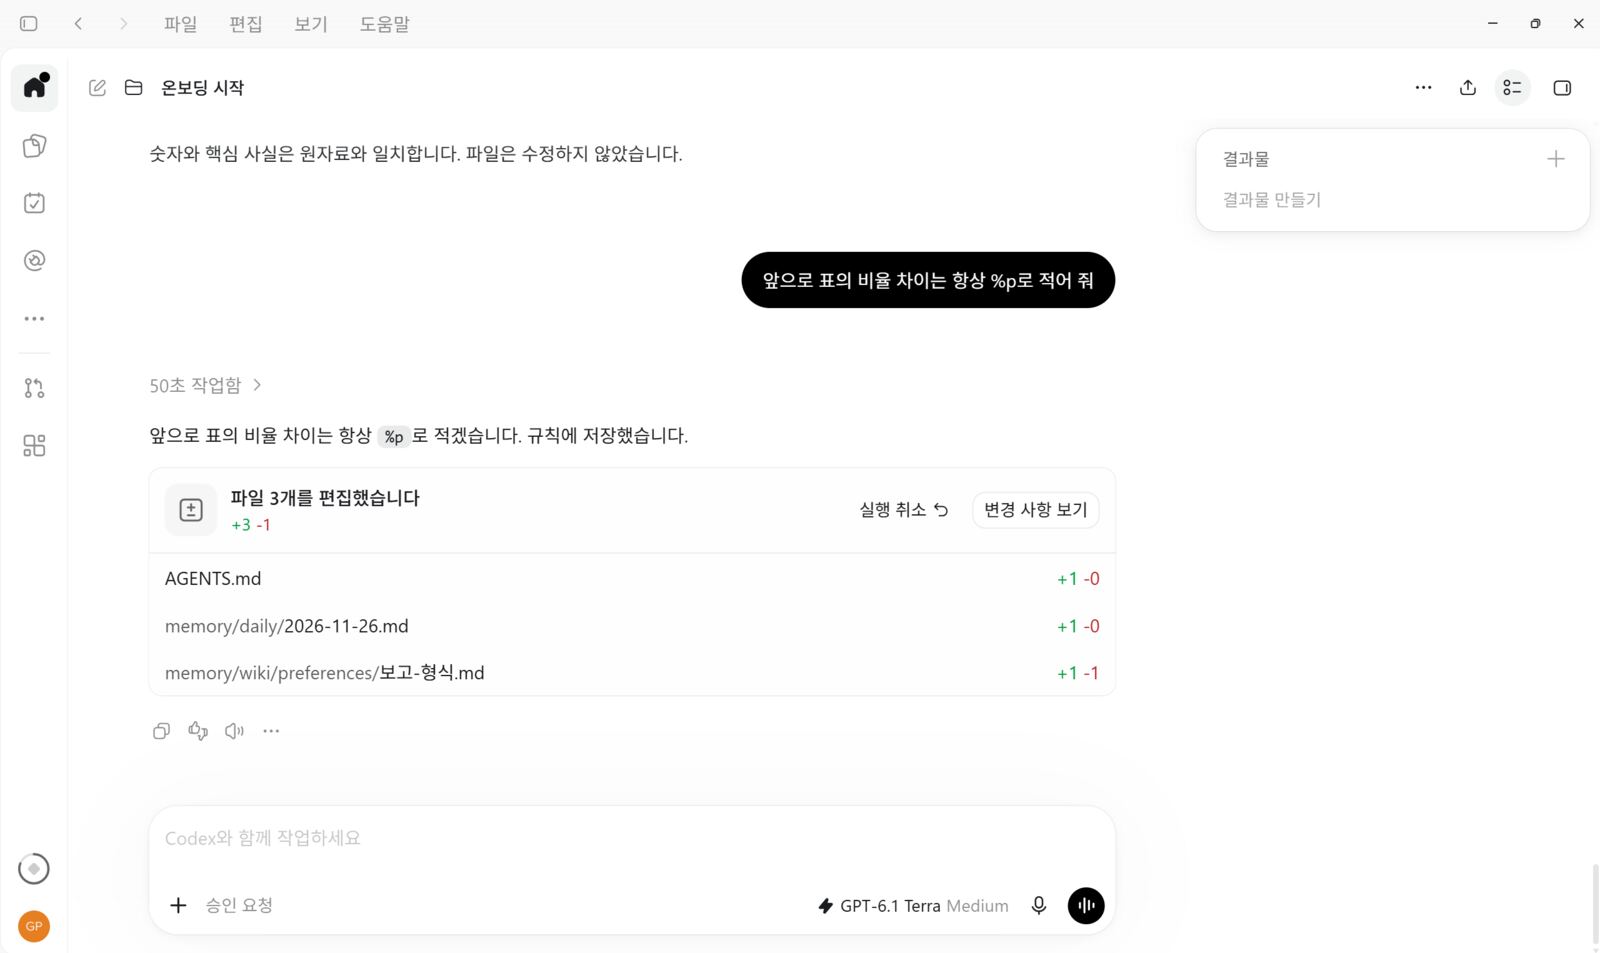 파일 편집 보기 도움말
온보딩 시작
숫자와 핵심 사실은 원자료와 일치합니다. 파일은 수정하지 않았습니다.
결과물
결과물 만들기
앞으로 표의 비율 차이는 항상 %p로 적어 줘
50초 작업함
앞으로 표의 비율 차이는 항상 %p로 적겠습니다. 규칙에 저장했습니다.
파일 3개를 편집했습니다
+3 -1
실행 취소
변경 사항 보기
AGENTS.md +1 -0
memory/daily/2026-11-26.md +1 -0
memory/wiki/preferences/보고-형식.md +1 -1
Codex와 함께 작업하세요
승인 요청
GPT-6.1 Terra Medium
GP